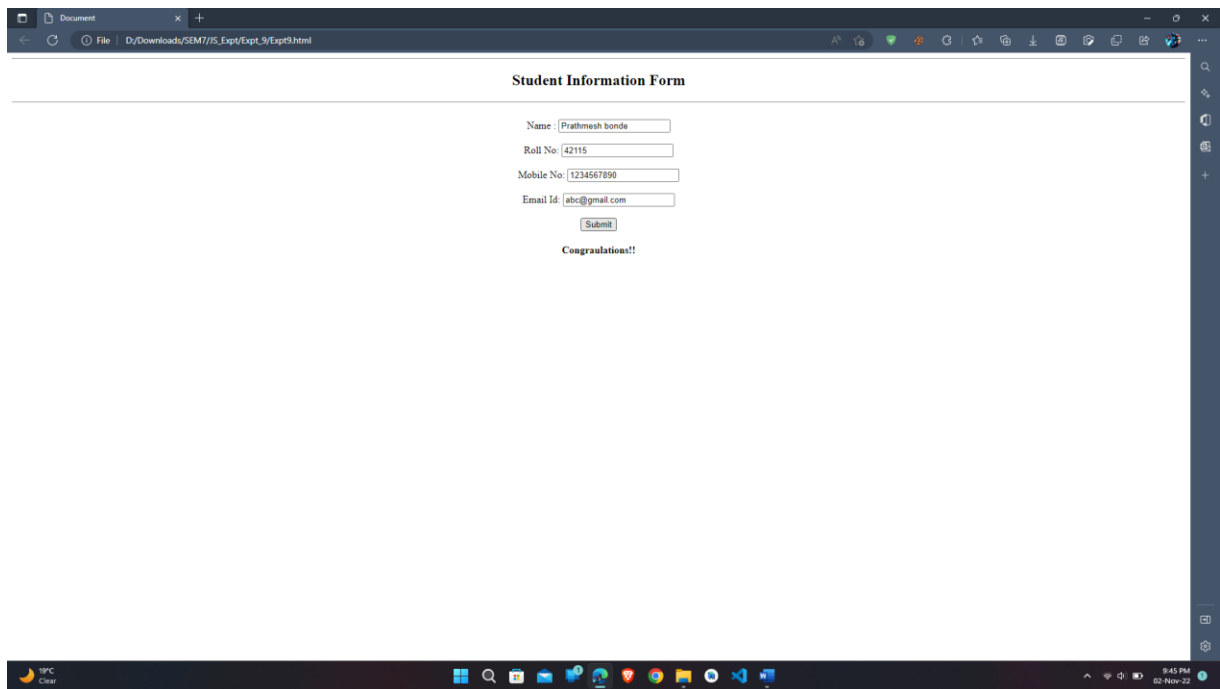 Document
File D:/Downloads/SEM7/JS_Expt/Expt_9/Expt9.html
Student Information Form
Name : Prathmesh bonde
Roll No: 42115
Mobile No: 1234567890
Email Id: abc@gmail.com
Submit
Congraulations!!
19°C
Clear
9:45 PM
02-Nov-22